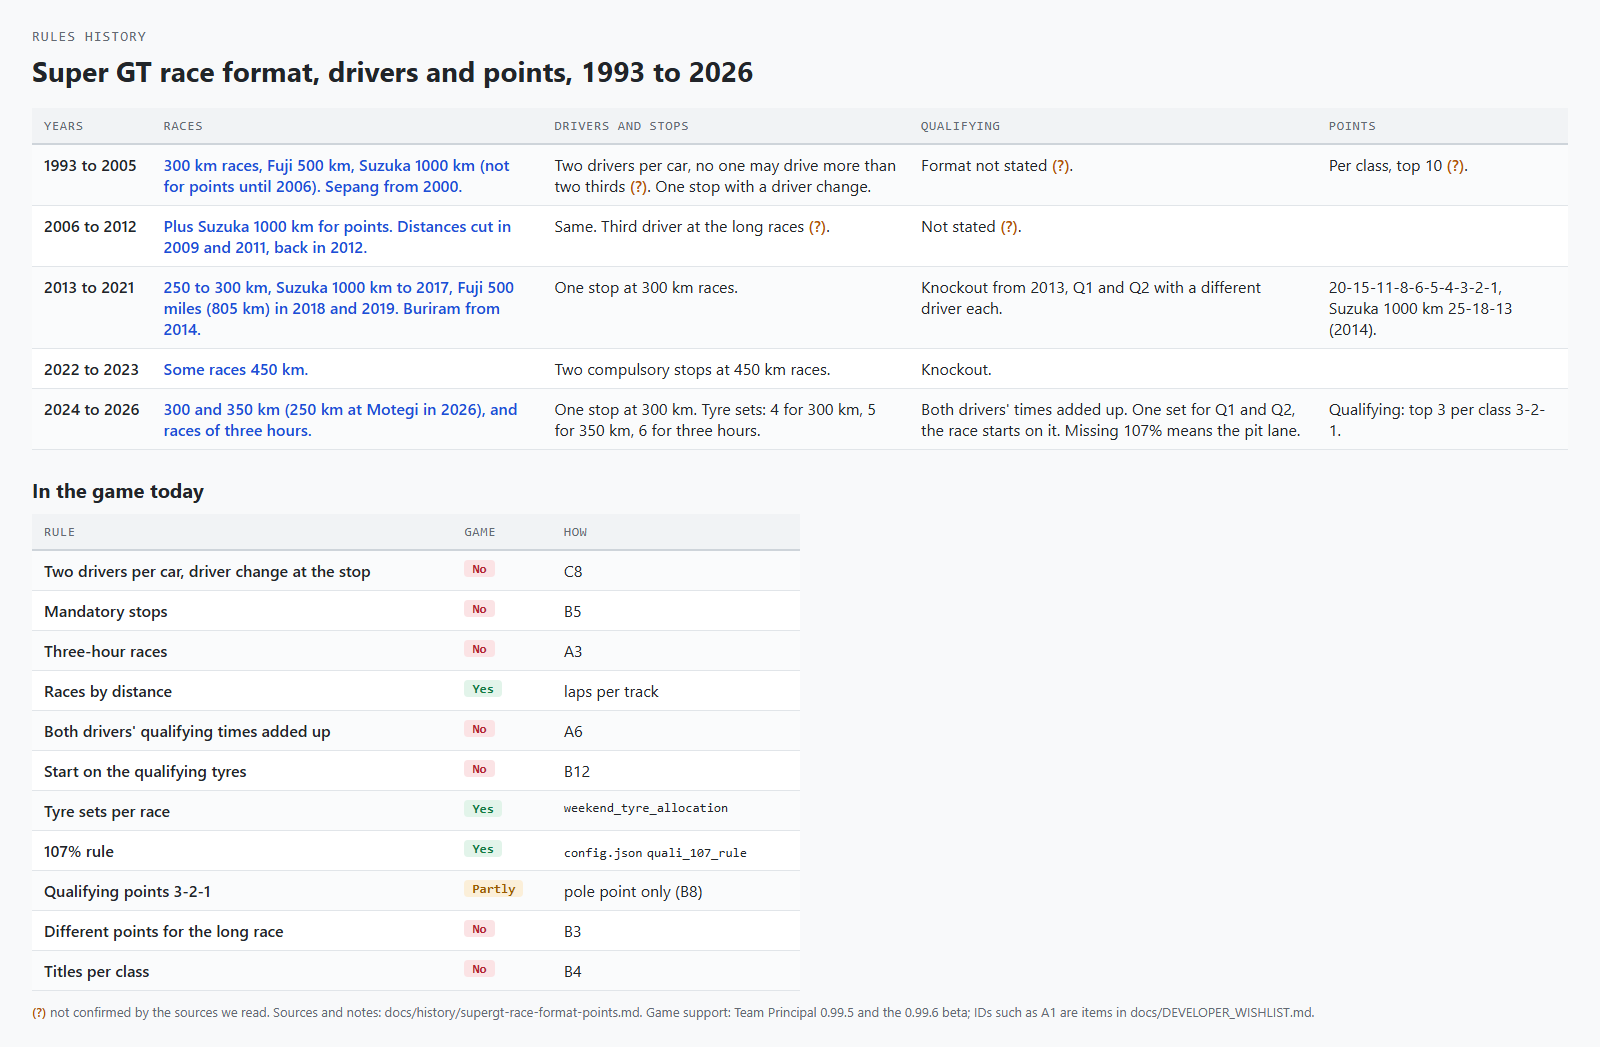 RULES HISTORY
Super GT race format, drivers and points, 1993 to 2026
YEARS RACES DRIVERS AND STOPS QUALIFYING POINTS
1993 to 2005
300 km races, Fuji 500 km, Suzuka 1000 km (not
for points until 2006). Sepang from 2000.
Two drivers per car, no one may drive more than
two thirds (?). One stop with a driver change.
Format not stated (?).
Per class, top 10 (?).
2006 to 2012
Plus Suzuka 1000 km for points. Distances cut in
2009 and 2011, back in 2012.
Same. Third driver at the long races (?).
Not stated (?).
2013 to 2021
250 to 300 km, Suzuka 1000 km to 2017, Fuji 500
miles (805 km) in 2018 and 2019. Buriram from
2014.
One stop at 300 km races.
Knockout from 2013, Q1 and Q2 with a different
driver each.
20-15-11-8-6-5-4-3-2-1,
Suzuka 1000 km 25-18-13
(2014).
2022 to 2023
Some races 450 km.
Two compulsory stops at 450 km races.
Knockout.
2024 to 2026
300 and 350 km (250 km at Motegi in 2026), and
races of three hours.
One stop at 300 km. Tyre sets: 4 for 300 km, 5
for 350 km, 6 for three hours.
Both drivers' times added up. One set for Q1 and Q2,
the race starts on it. Missing 107% means the pit lane.
Qualifying: top 3 per class 3-2-
1.
In the game today
RULE GAME HOW
Two drivers per car, driver change at the stop No C8
Mandatory stops No B5
Three-hour races No A3
Races by distance Yes laps per track
Both drivers' qualifying times added up No A6
Start on the qualifying tyres No B12
Tyre sets per race Yes weekend_tyre_allocation
107% rule Yes config.json quali_107_rule
Qualifying points 3-2-1 Partly pole point only (B8)
Different points for the long race No B3
Titles per class No B4
(?) not confirmed by the sources we read. Sources and notes: docs/history/supergt-race-format-points.md. Game support: Team Principal 0.99.5 and the 0.99.6 beta; IDs such as A1 are items in docs/DEVELOPER_WISHLIST.md.